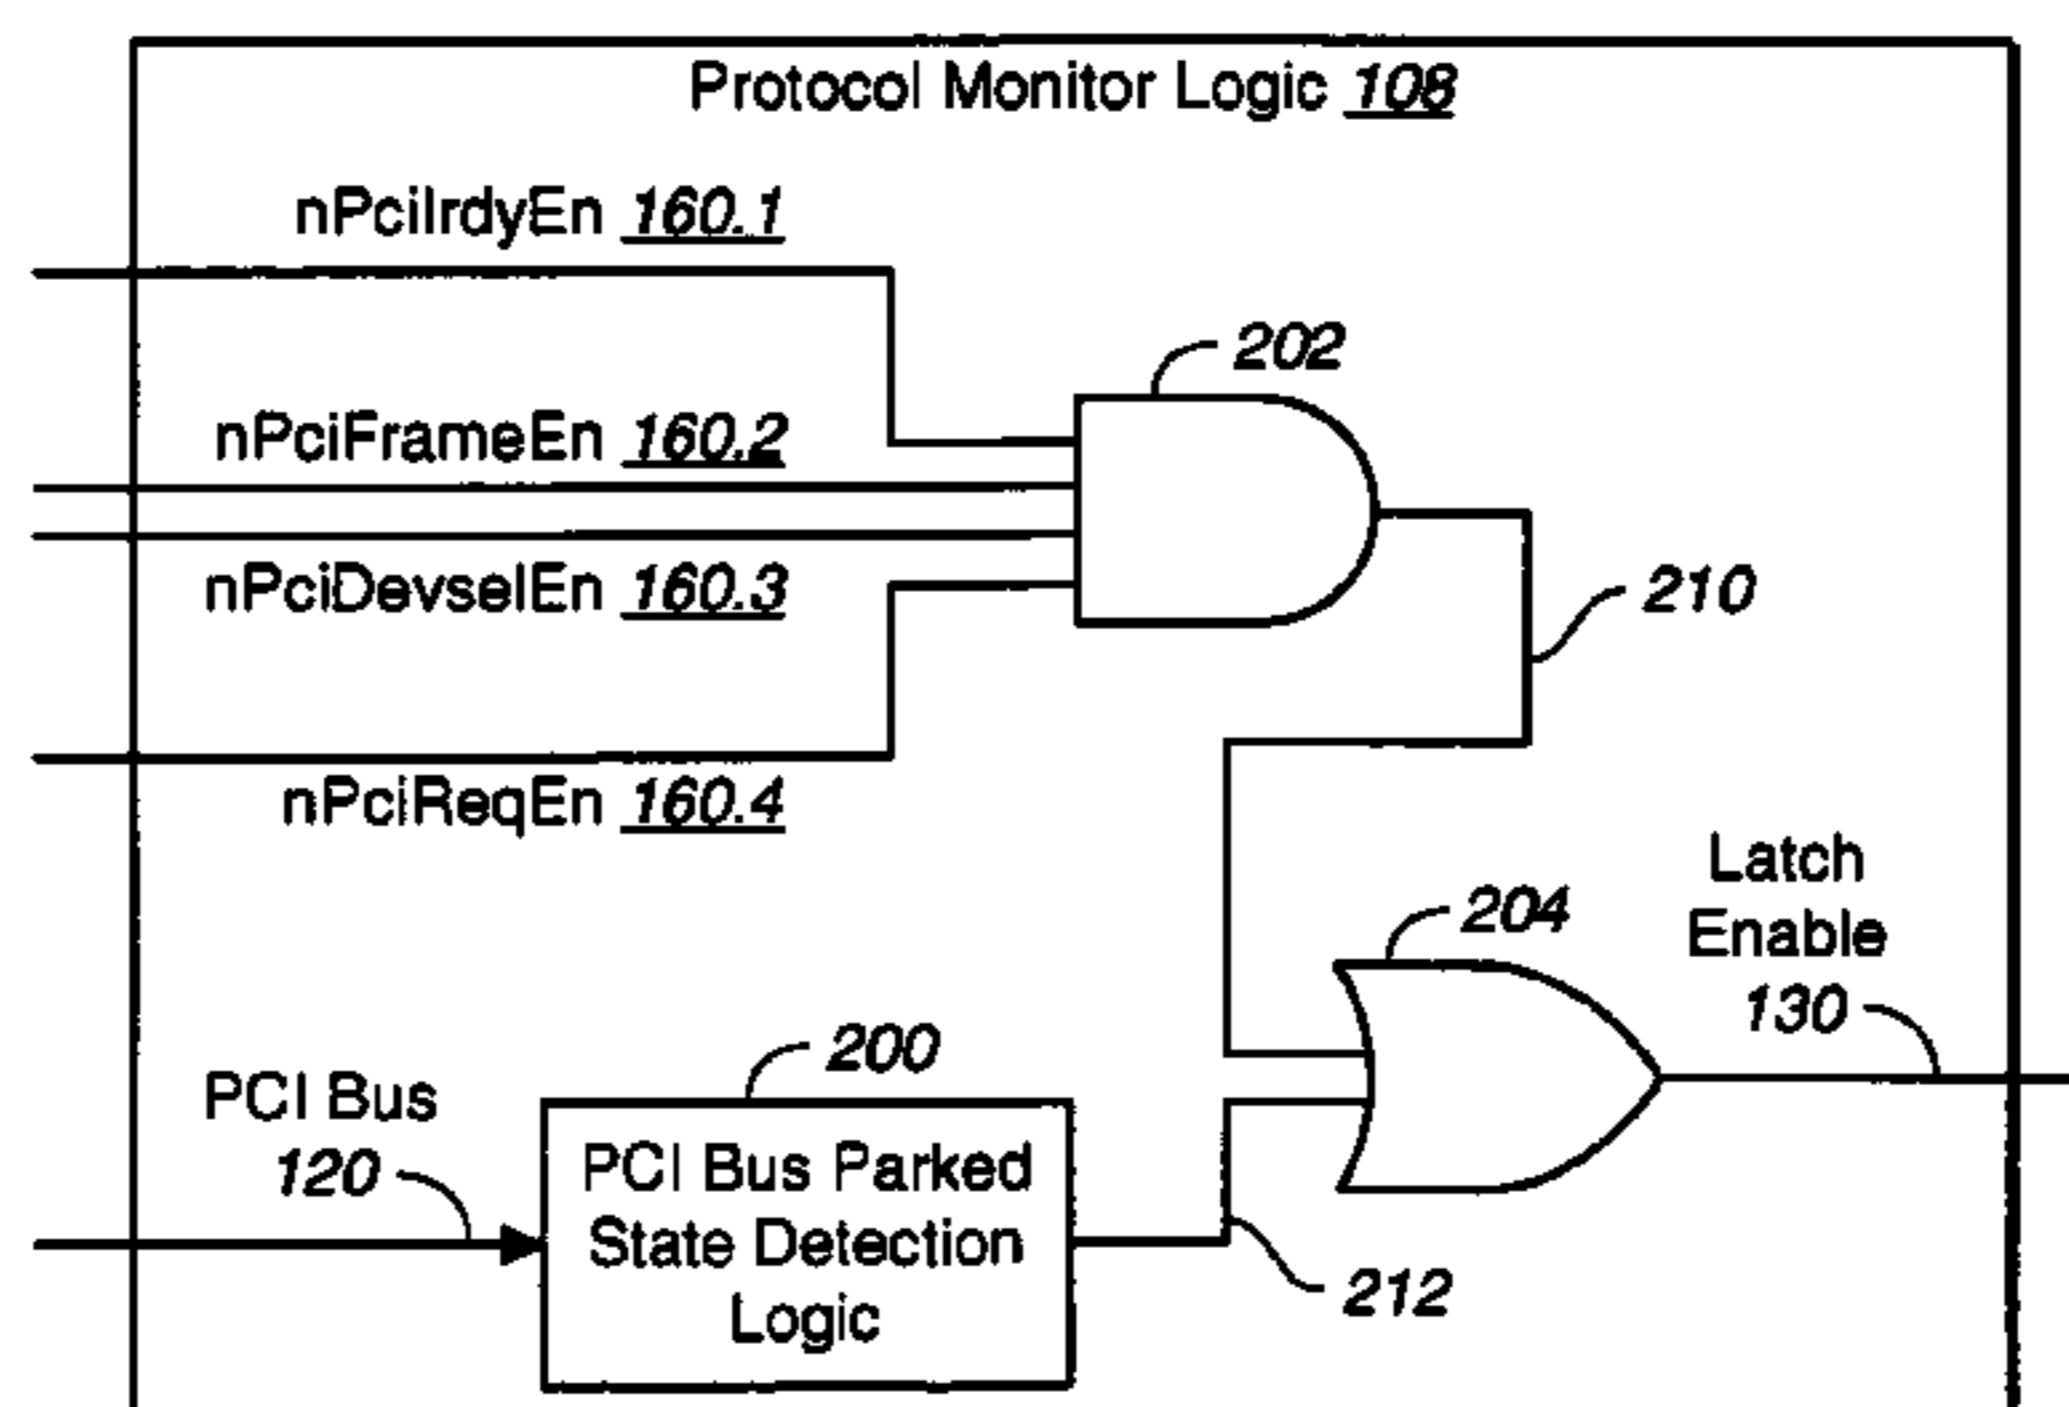 Protocol Monitor Logic 108
nPciIrdyEn 160.1
202
nPciFrameEn 160.2
nPciDevselEn 160.3
210
nPciReqEn 160.4
Latch
Enable
130
204
200
PCI Bus
120
PCI Bus Parked
State Detection
Logic
212